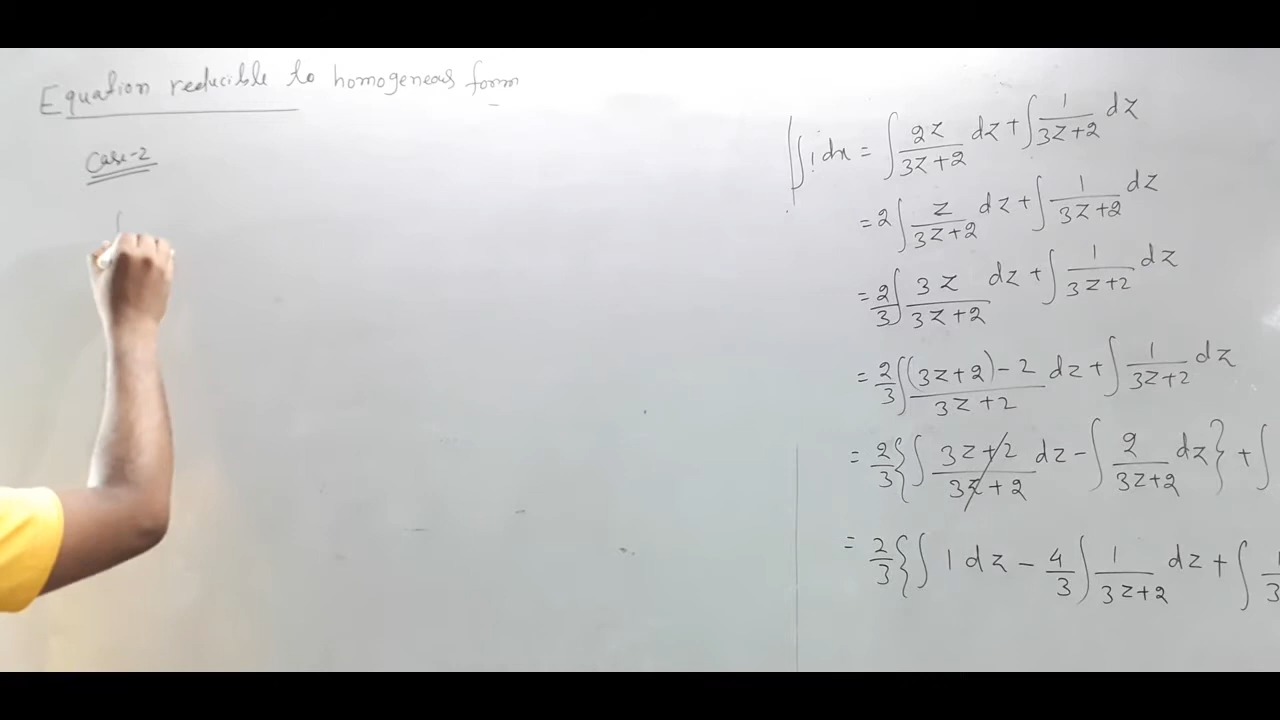 Equation reducible to homogeneous form
Case-2
∫1dx = ∫ 2z/(3z+2) dz + ∫ 1/(3z+2) dz
= 2∫ z/(3z+2) dz + ∫ 1/(3z+2) dz
= 2/3 ∫ 3z/(3z+2) dz + ∫ 1/(3z+2) dz
= 2/3 ∫ ((3z+2)-2)/(3z+2) dz + ∫ 1/(3z+2) dz
= 2/3 {∫ (3z+2)/(3z+2) dz - ∫ 2/(3z+2) dz} + ∫
= 2/3 {∫ 1 dz - 4/3 ∫ 1/(3z+2) dz + ∫ 1/3